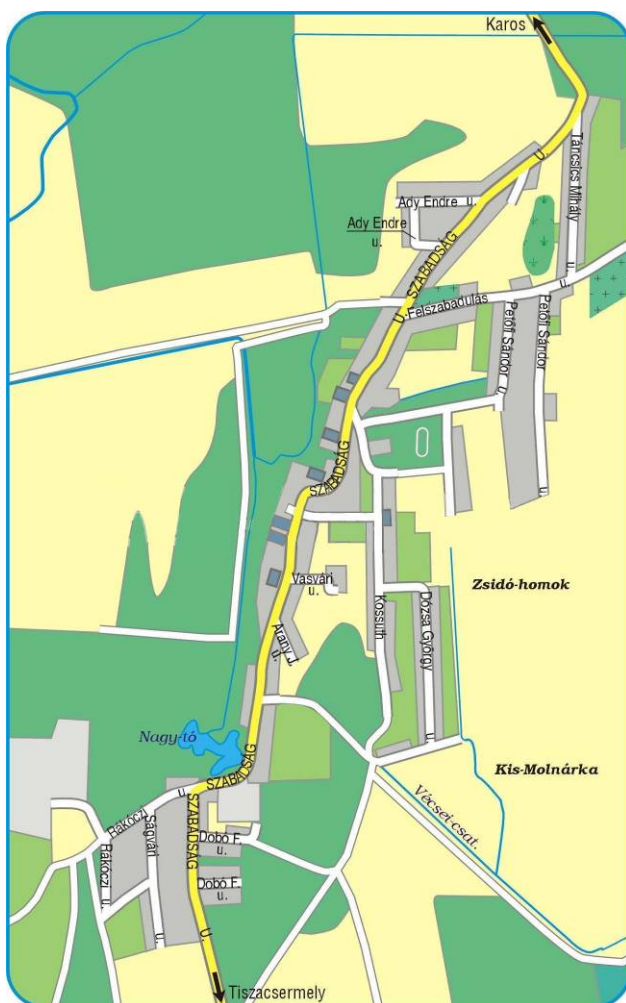 Karos
U.
Táncsics Mihály
u.
Ady Endre u.
Ady Endre
u.
SZABADSÁG
U.
Felszabadulás
u.
Petőfi Sándor
u.
Petőfi Sándor
u.
SZABADSÁG
Vasvári
u.
Kossuth
Dózsa György
u.
Zsidó-homok
Arany J.
u.
Nagy-tó
SZABADSÁG
Kis-Molnárka
Vécsei-csat.
Rákóczi
u.
Rákóczi
u.
Ságvári
u.
SZABADSÁG
U.
Dobó F.
u.
Dobó F.
u.
Tiszacsermely